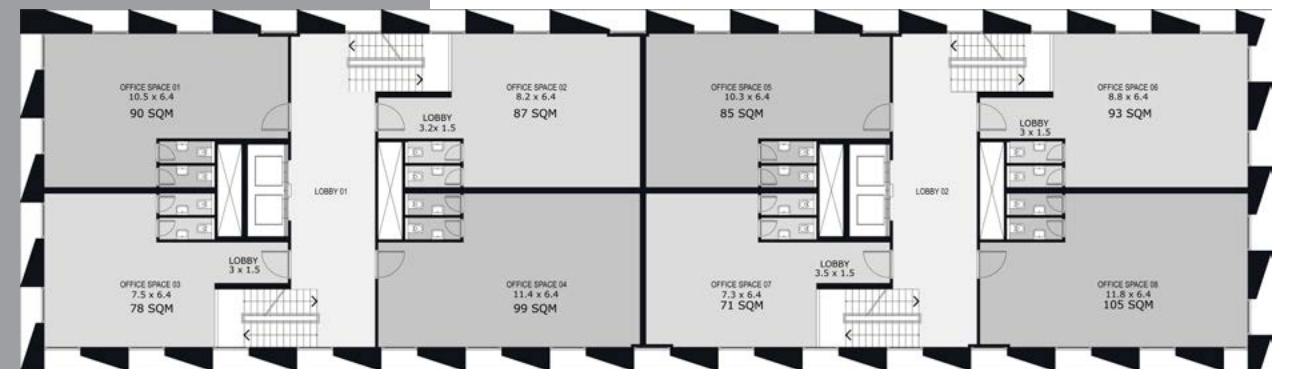 OFFICE SPACE 01
10.5 x 6.4
90 SQM
OFFICE SPACE 02
8.2 x 6.4
87 SQM
LOBBY
3.2x 1.5
OFFICE SPACE 05
10.3 x 6.4
85 SQM
OFFICE SPACE 06
8.8 x 6.4
93 SQM
LOBBY
3 x 1.5
LOBBY 01
LOBBY 02
LOBBY
3 x 1.5
OFFICE SPACE 03
7.5 x 6.4
78 SQM
OFFICE SPACE 04
11.4 x 6.4
99 SQM
LOBBY
3.5 x 1.5
OFFICE SPACE 07
7.3 x 6.4
71 SQM
OFFICE SPACE 08
11.8 x 6.4
105 SQM